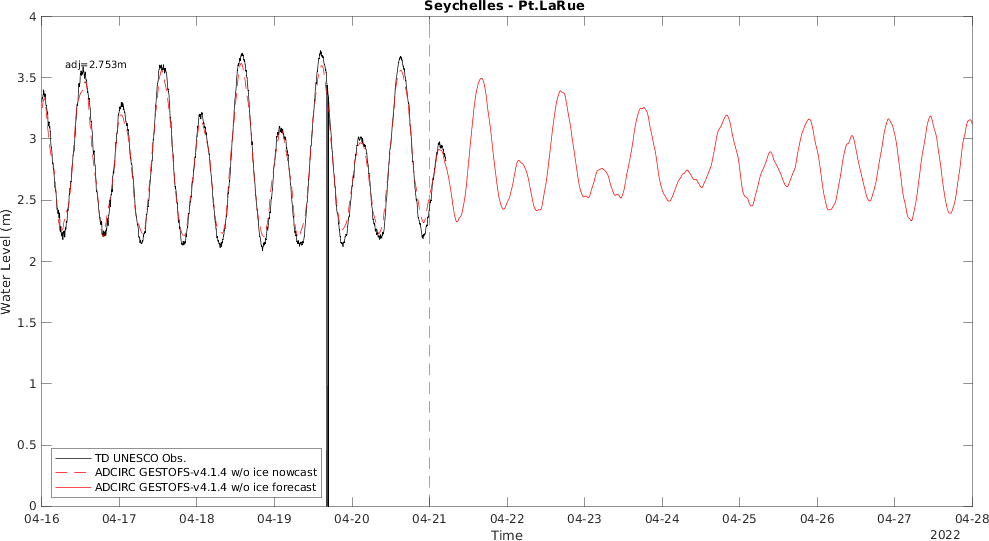 Seychelles - Pt.LaRue
adj=2.753m
Water Level (m)
4
3.5
3
2.5
2
1.5
1
0.5
0
TD UNESCO Obs.
ADCIRC GESTOFS-v4.1.4 w/o ice nowcast
ADCIRC GESTOFS-v4.1.4 w/o ice forecast
04-16 04-17 04-18 04-19 04-20 04-21 04-22 04-23 04-24 04-25 04-26 04-27 04-28
Time
2022